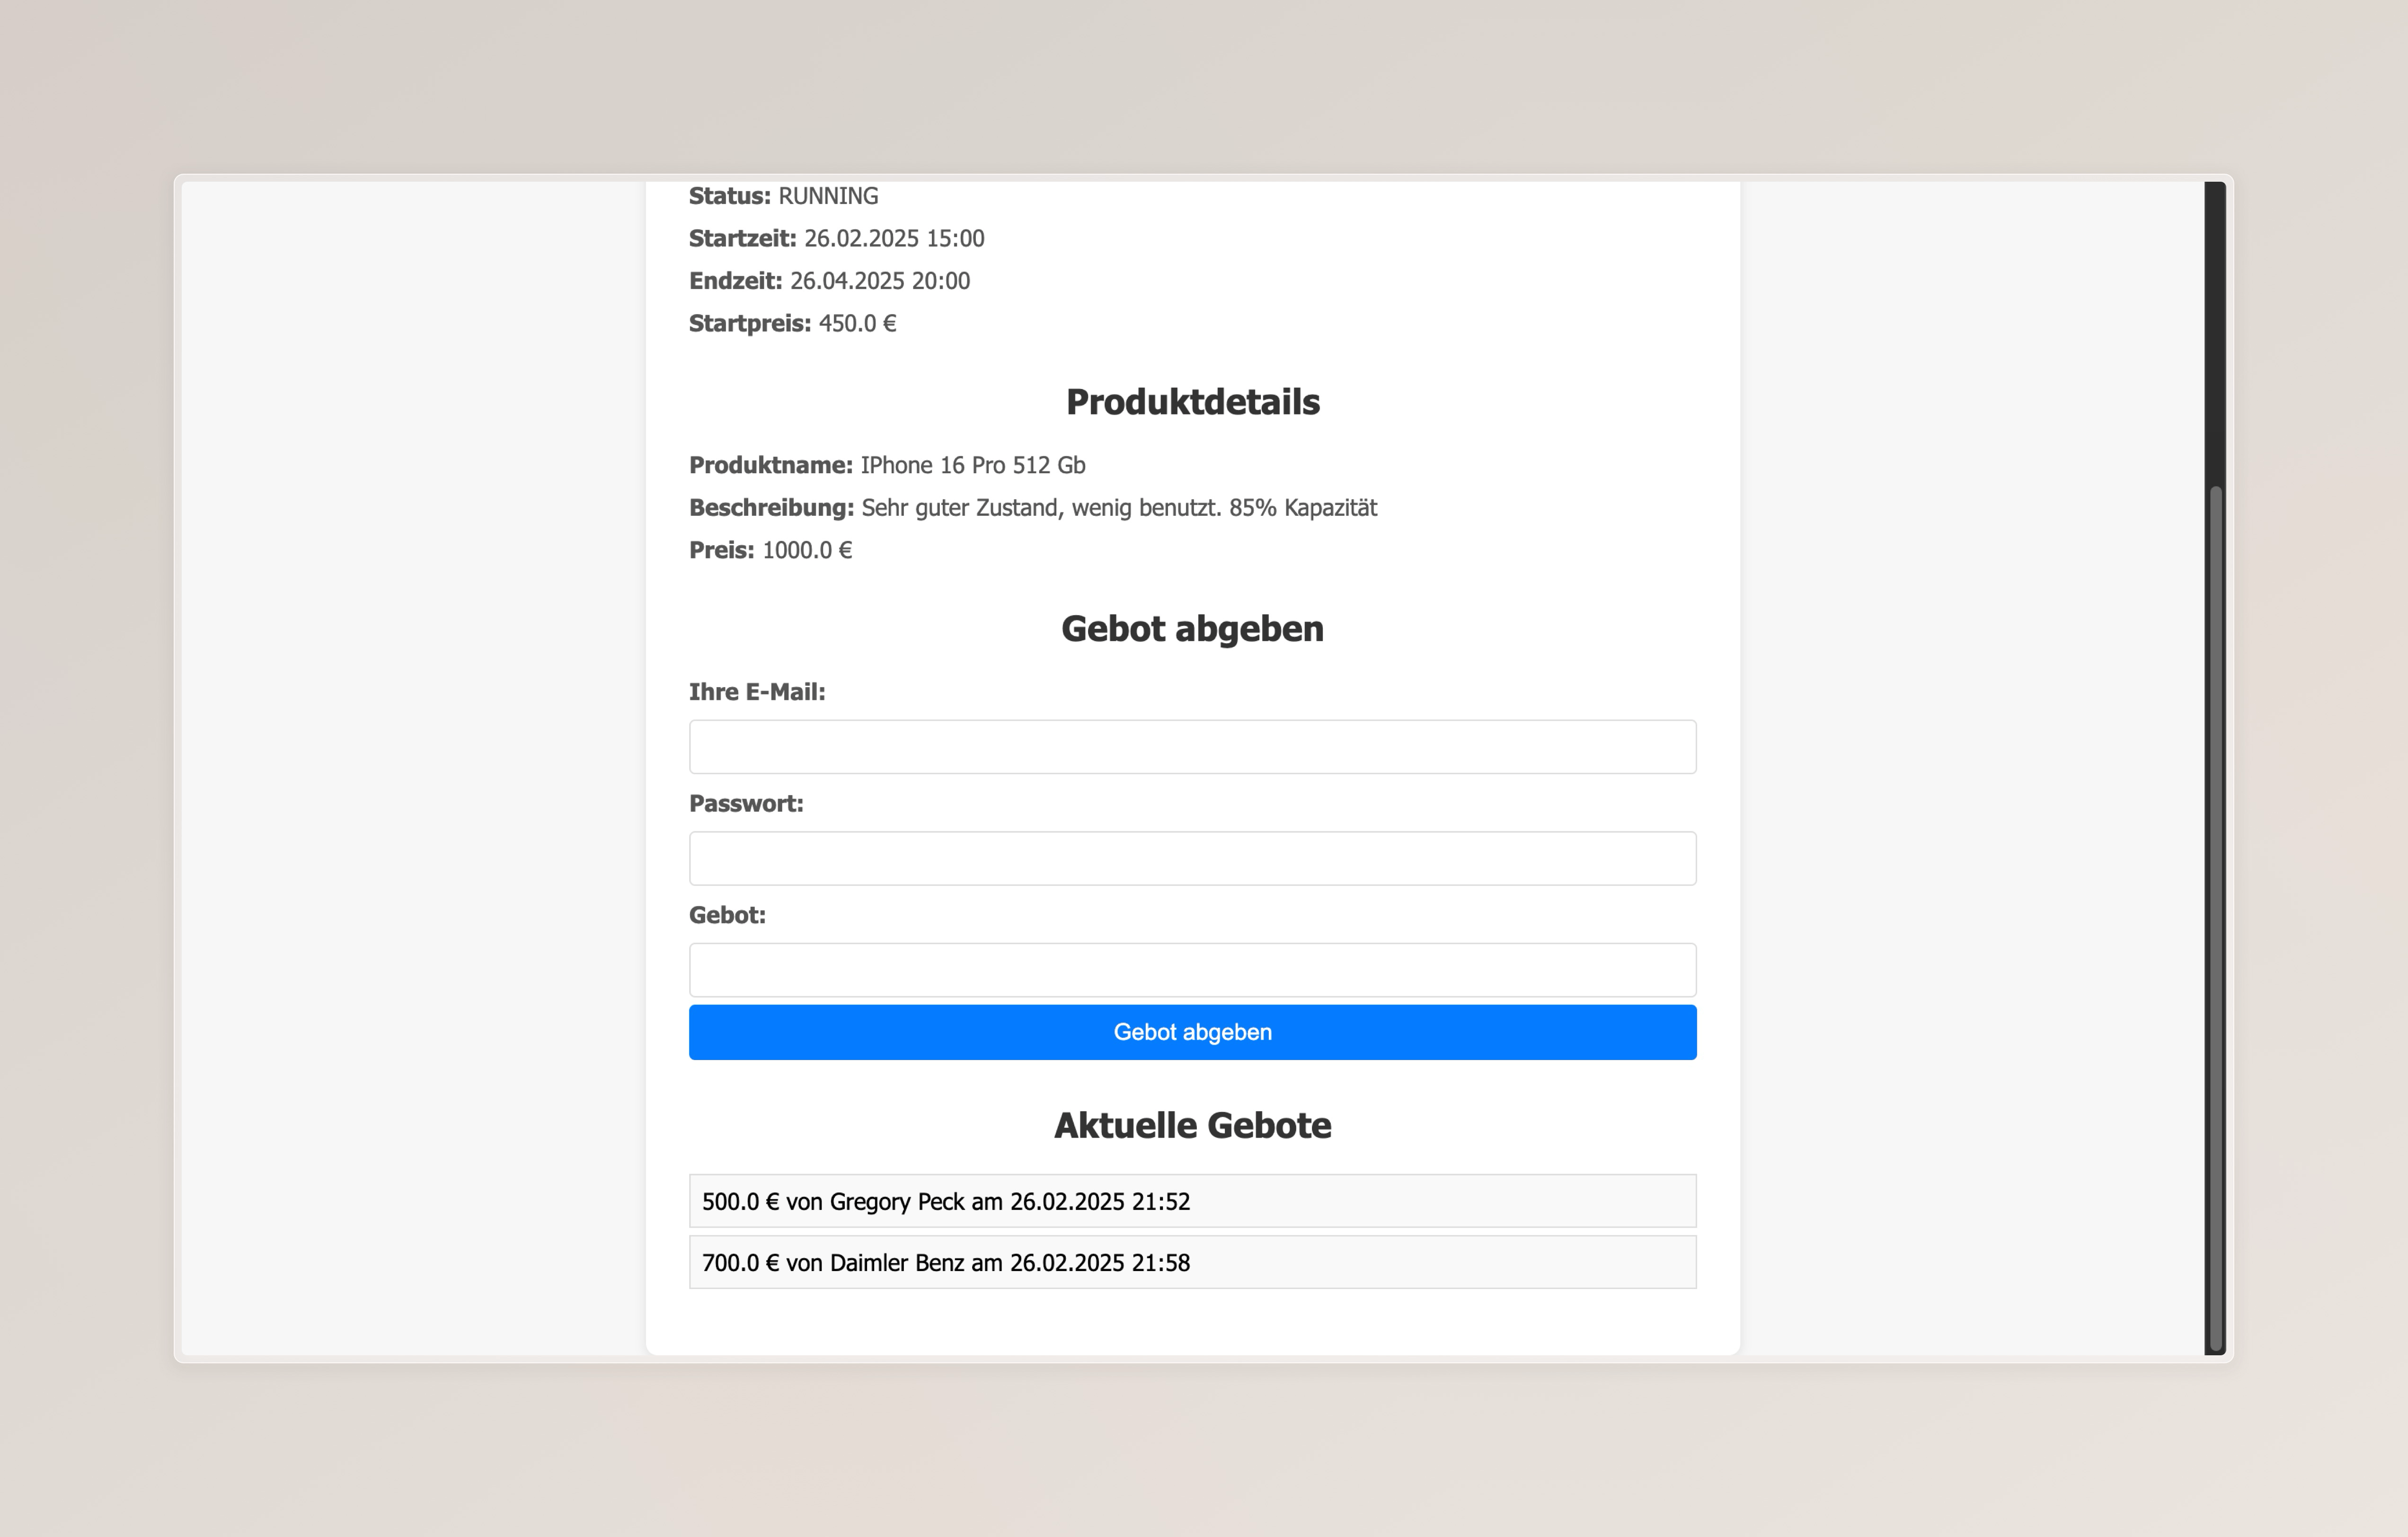 Status: RUNNING
Startzeit: 26.02.2025 15:00
Endzeit: 26.04.2025 20:00
Startpreis: 450.0 €
Produktdetails
Produktname: IPhone 16 Pro 512 Gb
Beschreibung: Sehr guter Zustand, wenig benutzt. 85% Kapazität
Preis: 1000.0 €
Gebot abgeben
Ihre E-Mail:
Passwort:
Gebot:
Gebot abgeben
Aktuelle Gebote
500.0 € von Gregory Peck am 26.02.2025 21:52
700.0 € von Daimler Benz am 26.02.2025 21:58